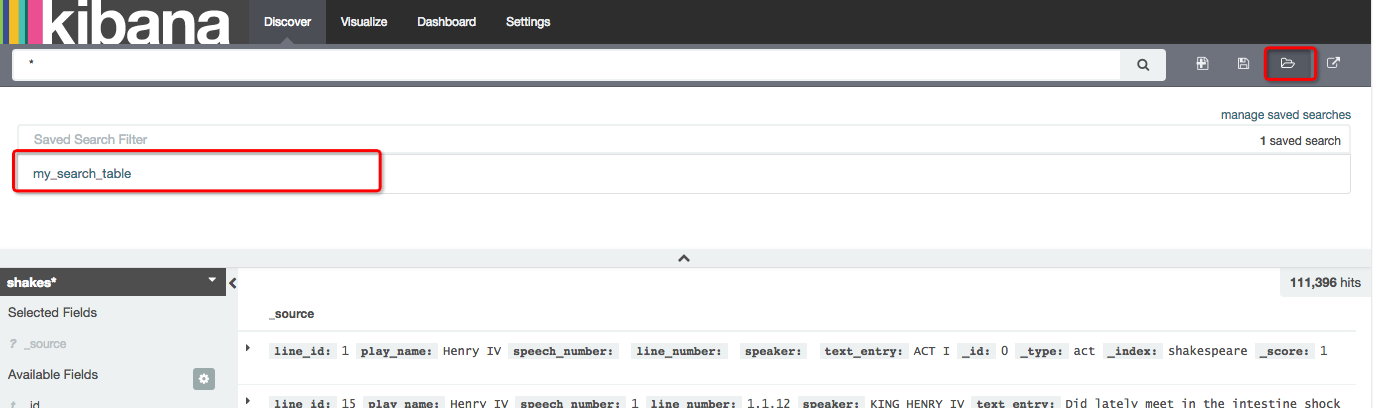 kibana Discover Visualize Dashboard Settings
*
manage saved searches
Saved Search Filter 1 saved search
my_search_table
shakes* 111,396 hits
Selected Fields
_source
? _source
line_id: 1 play_name: Henry IV speech_number: line_number: speaker: text_entry: ACT I _id: 0 _type: act _index: shakespeare _score: 1
Available Fields
t _id
line_id: 15 play_name: Henry IV speech_number: 1 line_number: 1.1.12 speaker: KING HENRY IV text_entry: Did lately meet in the intestine shock